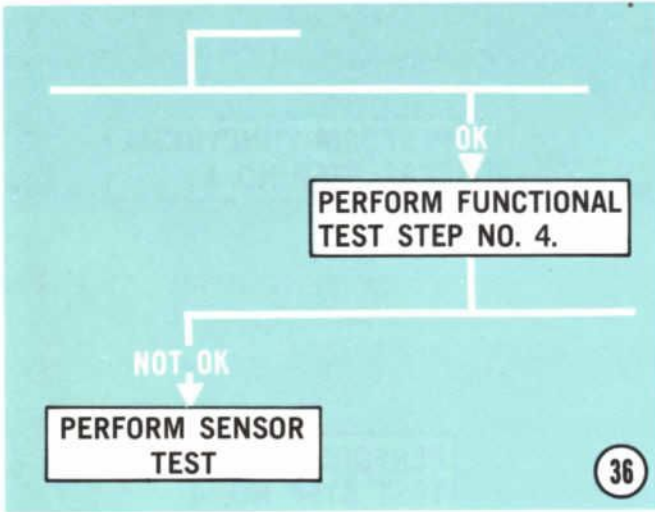 OK
PERFORM FUNCTIONAL
TEST STEP NO. 4.
NOT OK
PERFORM SENSOR
TEST
36